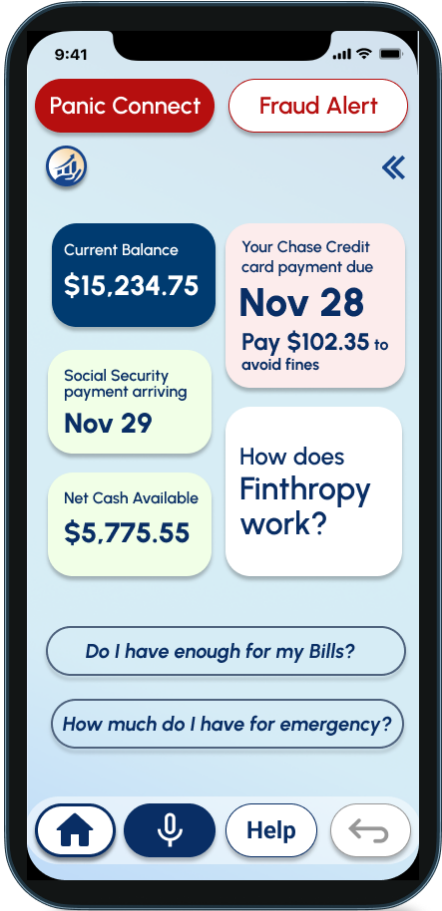 9:41
Panic Connect
Fraud Alert
Current Balance
$15,234.75
Your Chase Credit
card payment due
Nov 28
Pay $102.35 to
avoid fines
Social Security
payment arriving
Nov 29
Net Cash Available
$5,775.55
How does
Finthropy
work?
Do I have enough for my Bills?
How much do I have for emergency?
Help